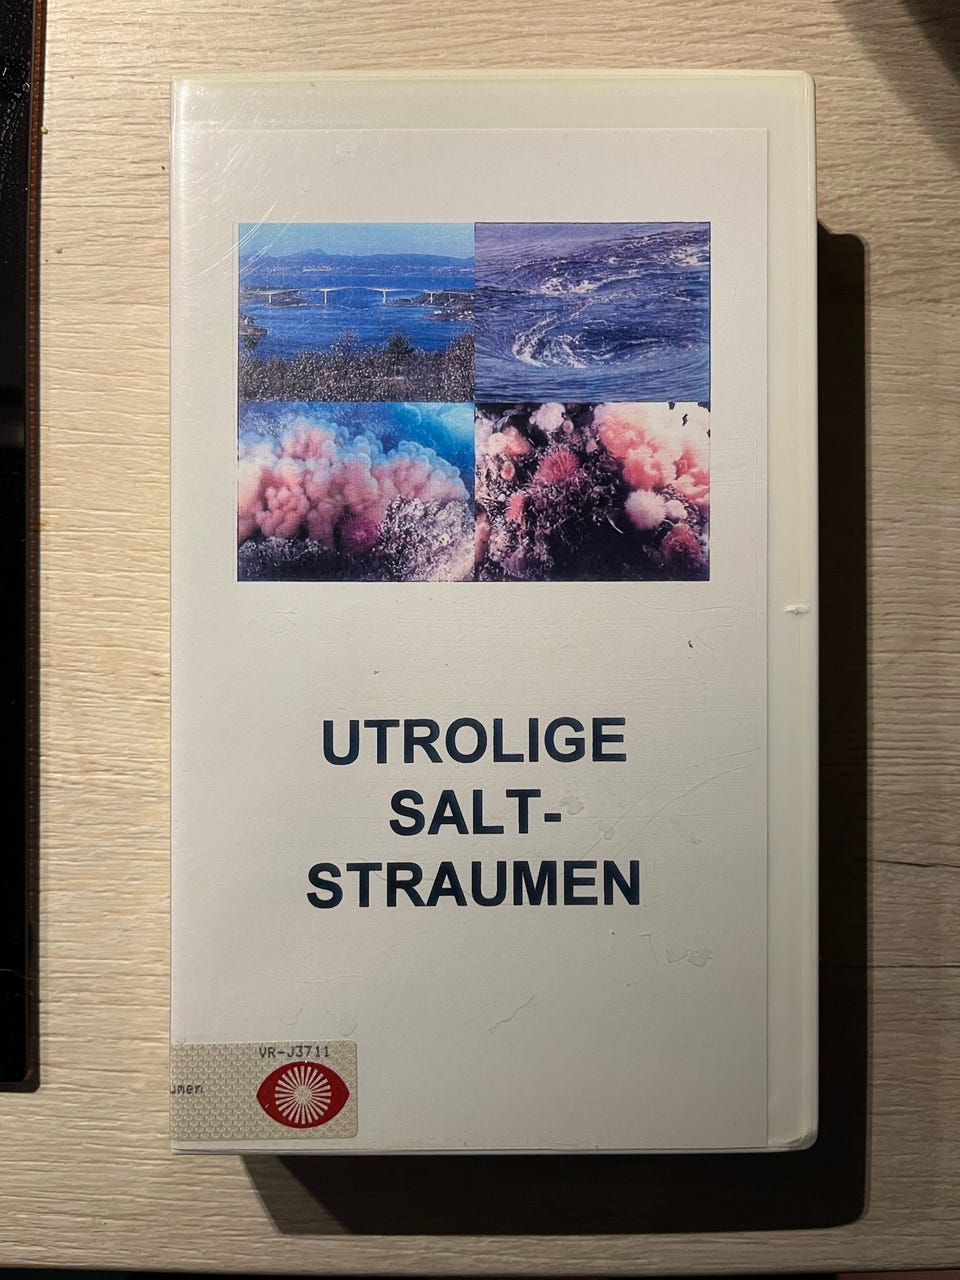 UTROLIGE
SALT-
STRAUMEN
VR-J3711
umen